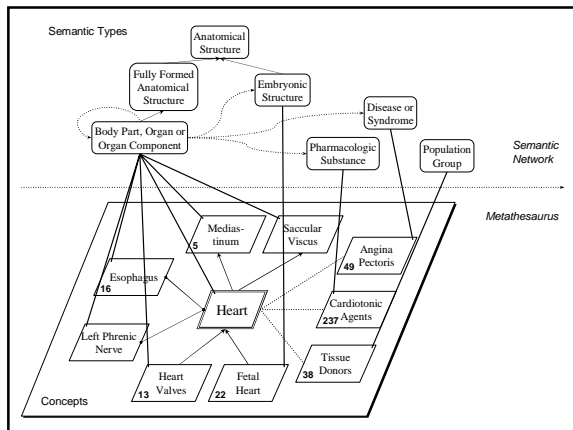 Semantic Types
Anatomical
Structure
Fully Formed
Anatomical
Structure
Embryonic
Structure
Disease or
Syndrome
Body Part, Organ or
Organ Component
Pharmacologic
Substance
Population
Group
Semantic
Network
Metathesaurus
Medias-
tinum
5
Saccular
Viscus
Angina
Pectoris
49
Esophagus
16
Heart
Cardiotonic
Agents
237
Left Phrenic
Nerve
Tissue
Donors
38
Heart
Valves
13
Fetal
Heart
22
Concepts